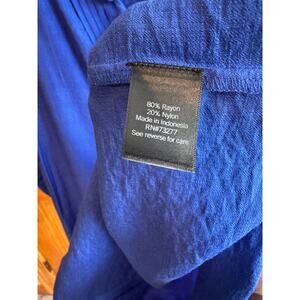 80% Rayon
20% Nylon
Made in Indonesia
RN#73277
See reverse for care